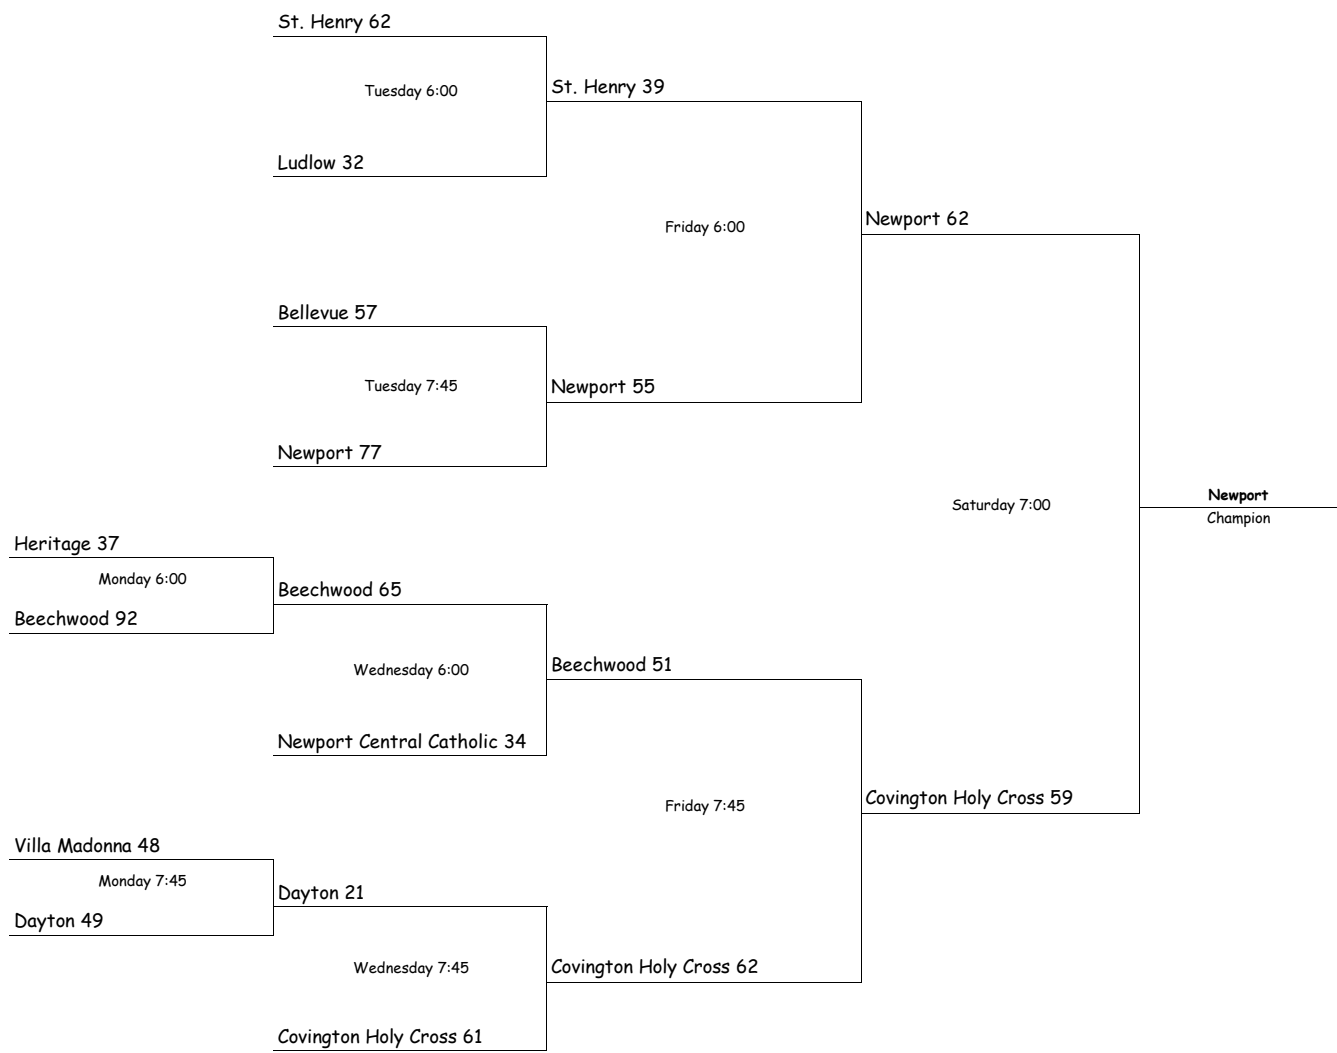 St. Henry 62
Tuesday 6:00
St. Henry 39
Ludlow 32
Friday 6:00
Newport 62
Bellevue 57
Tuesday 7:45
Newport 55
Newport 77
Saturday 7:00
Newport
Champion
Heritage 37
Monday 6:00
Beechwood 65
Beechwood 92
Wednesday 6:00
Beechwood 51
Newport Central Catholic 34
Friday 7:45
Covington Holy Cross 59
Villa Madonna 48
Monday 7:45
Dayton 21
Dayton 49
Wednesday 7:45
Covington Holy Cross 62
Covington Holy Cross 61